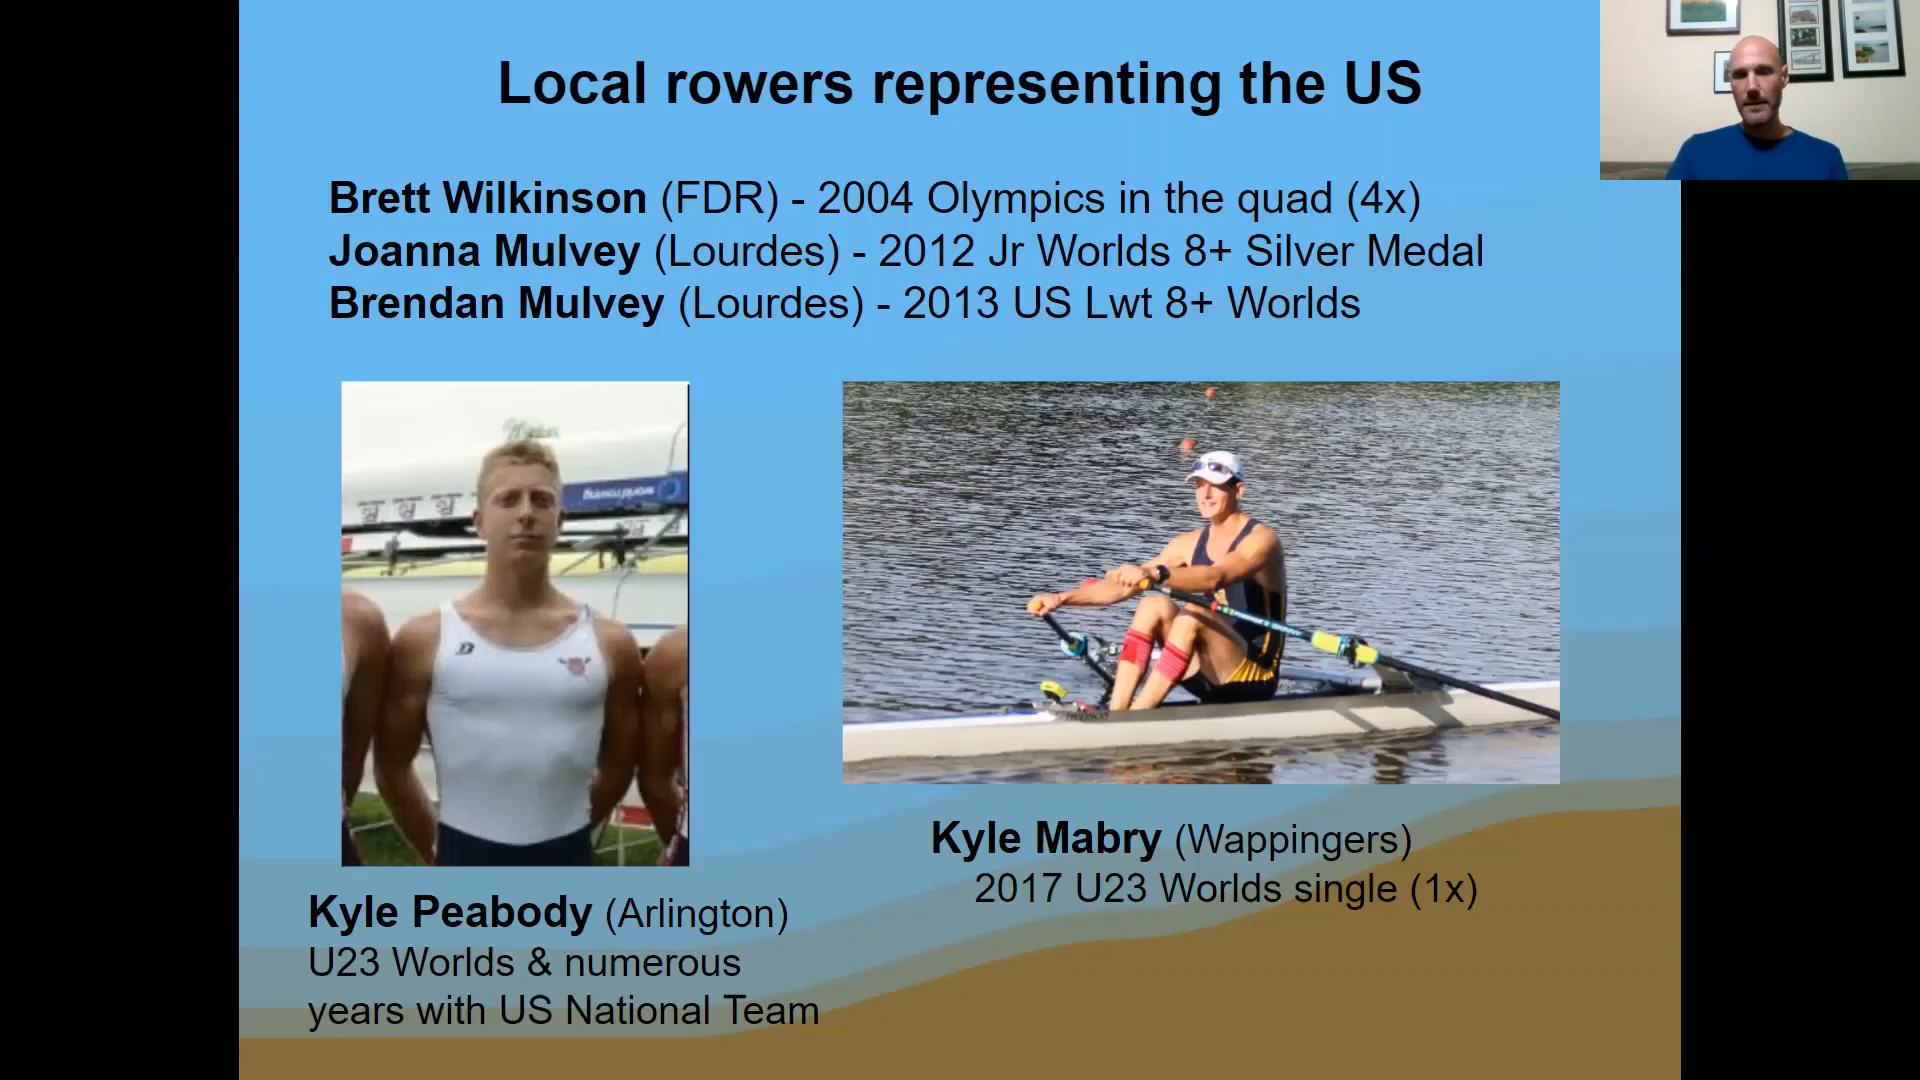 Local rowers representing the US
Brett Wilkinson (FDR) - 2004 Olympics in the quad (4x)
Joanna Mulvey (Lourdes) - 2012 Jr Worlds 8+ Silver Medal
Brendan Mulvey (Lourdes) - 2013 US Lwt 8+ Worlds
Kyle Peabody (Arlington)
U23 Worlds & numerous
years with US National Team
Kyle Mabry (Wappingers)
2017 U23 Worlds single (1x)